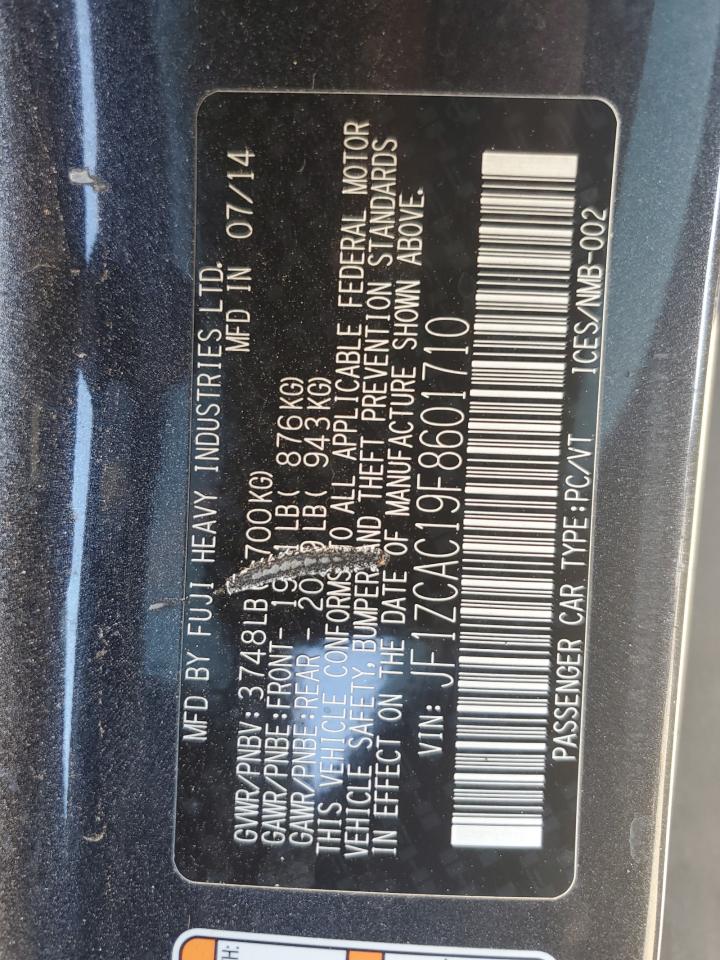 MFD BY FUJI HEAVY INDUSTRIES LTD.
MFD IN 07/14
GVWR/PNBV: 3748LB 700KG)
GAWR/PNBE:FRONT- 19 1LB( 876KG)
GAWR/PNBE:REAR - 20 9LB( 943KG)
THIS VEHICLE CONFORMS TO ALL APPLICABLE FEDERAL MOTOR
VEHICLE SAFETY, BUMPER AND THEFT PREVENTION STANDARDS
IN EFFECT ON THE DATE OF MANUFACTURE SHOWN ABOVE.
VIN: JF1ZCAC19F8601710
PASSENGER CAR TYPE:PC/VT ICES/NMB-002
H: